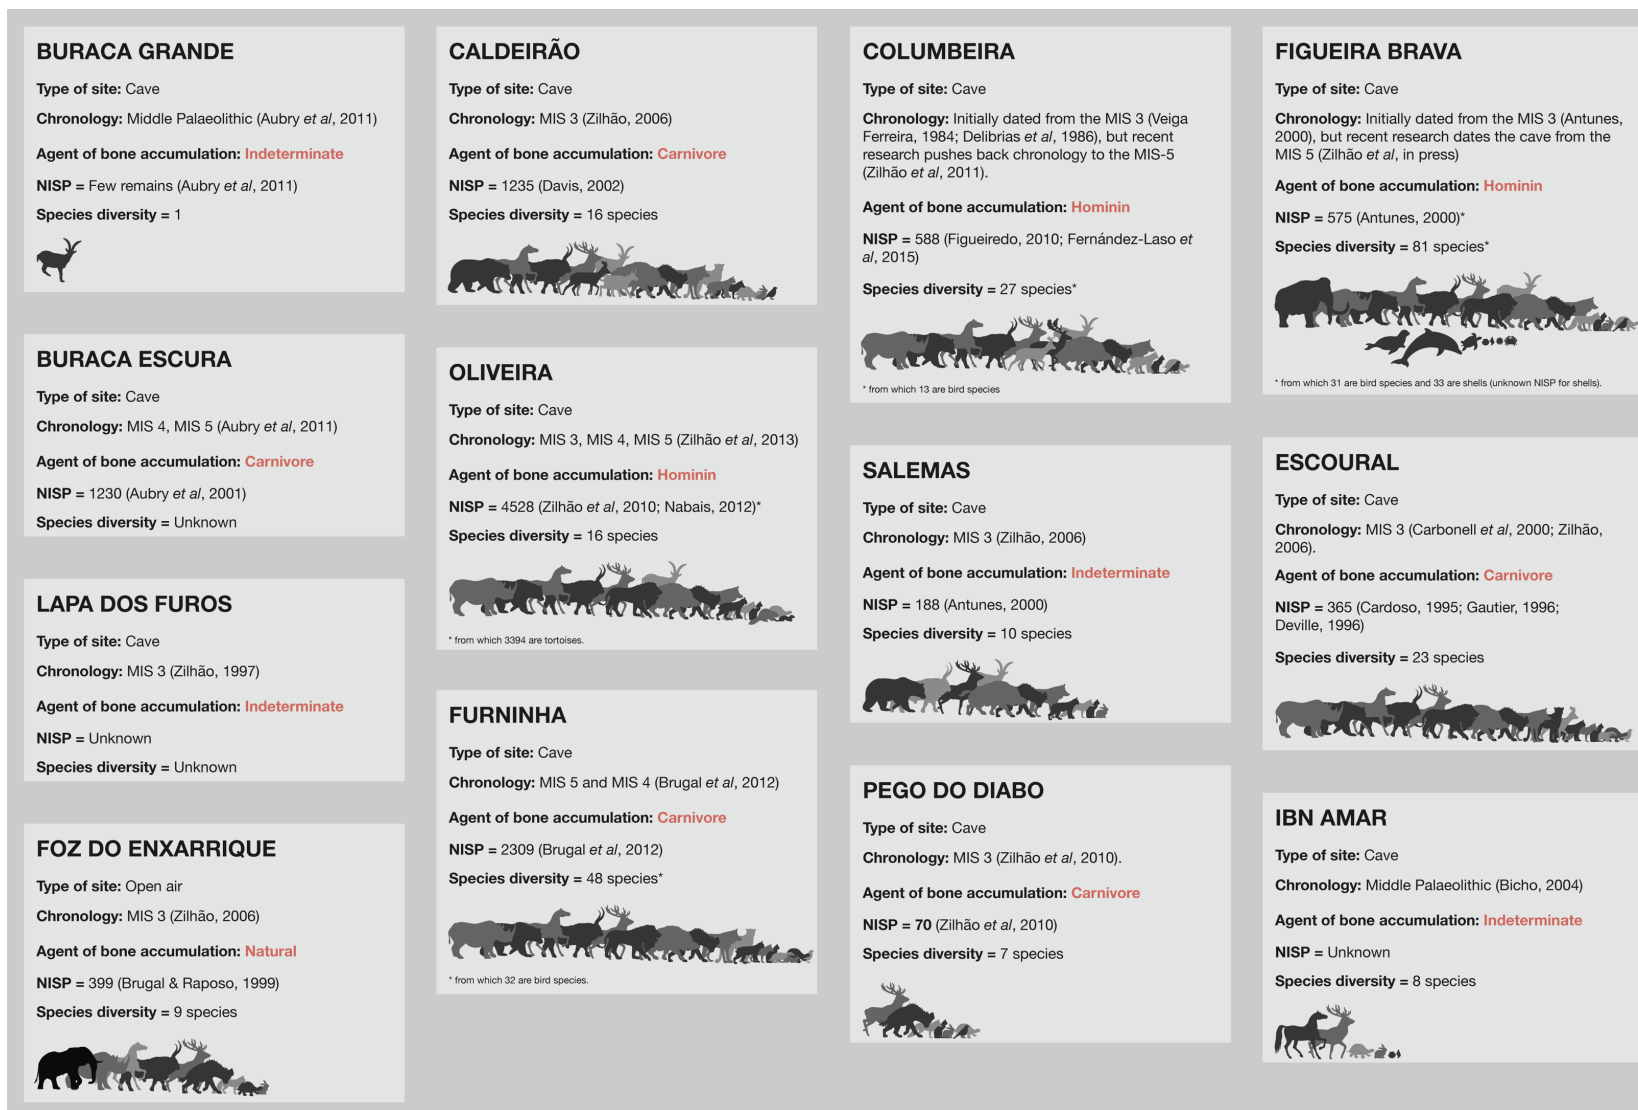 BURACA GRANDE
Type of site: Cave
Chronology: Middle Palaeolithic (Aubry et al, 2011)
Agent of bone accumulation: Indeterminate
NISP = Few remains (Aubry et al, 2011)
Species diversity = 1
BURACA ESCURA
Type of site: Cave
Chronology: MIS 4, MIS 5 (Aubry et al, 2011)
Agent of bone accumulation: Carnivore
NISP = 1230 (Aubry et al, 2001)
Species diversity = Unknown
LAPA DOS FUROS
Type of site: Cave
Chronology: MIS 3 (Zilhão, 1997)
Agent of bone accumulation: Indeterminate
NISP = Unknown
Species diversity = Unknown
FOZ DO ENXARRIQUE
Type of site: Open air
Chronology: MIS 3 (Zilhão, 2006)
Agent of bone accumulation: Natural
NISP = 399 (Brugal & Raposo, 1999)
Species diversity = 9 species
CALDEIRÃO
Type of site: Cave
Chronology: MIS 3 (Zilhão, 2006)
Agent of bone accumulation: Carnivore
NISP = 1235 (Davis, 2002)
Species diversity = 16 species
OLIVEIRA
Type of site: Cave
Chronology: MIS 3, MIS 4, MIS 5 (Zilhão et al, 2013)
Agent of bone accumulation: Hominin
NISP = 4528 (Zilhão et al, 2010; Nabais, 2012)*
Species diversity = 16 species
* from which 3394 are tortoises.
FURNINHA
Type of site: Cave
Chronology: MIS 5 and MIS 4 (Brugal et al, 2012)
Agent of bone accumulation: Carnivore
NISP = 2309 (Brugal et al, 2012)
Species diversity = 48 species*
* from which 32 are bird species.
COLUMBEIRA
Type of site: Cave
Chronology: Initially dated from the MIS 3 (Veiga
Ferreira, 1984; Delibrias et al, 1986), but recent
research pushes back chronology to the MIS-5
(Zilhão et al, 2011).
Agent of bone accumulation: Hominin
NISP = 588 (Figueiredo, 2010; Fernández-Laso et
al, 2015)
Species diversity = 27 species*
* from which 13 are bird species
SALEMAS
Type of site: Cave
Chronology: MIS 3 (Zilhão, 2006)
Agent of bone accumulation: Indeterminate
NISP = 188 (Antunes, 2000)
Species diversity = 10 species
PEGO DO DIABO
Type of site: Cave
Chronology: MIS 3 (Zilhão et al, 2010).
Agent of bone accumulation: Carnivore
NISP = 70 (Zilhão et al, 2010)
Species diversity = 7 species
FIGUEIRA BRAVA
Type of site: Cave
Chronology: Initially dated from the MIS 3 (Antunes,
2000), but recent research dates the cave from the
MIS 5 (Zilhão et al, in press)
Agent of bone accumulation: Hominin
NISP = 575 (Antunes, 2000)*
Species diversity = 81 species*
* from which 31 are bird species and 33 are shells (unknown NISP for shells).
ESCOURAL
Type of site: Cave
Chronology: MIS 3 (Carbonell et al, 2000; Zilhão,
2006).
Agent of bone accumulation: Carnivore
NISP = 365 (Cardoso, 1995; Gautier, 1996;
Deville, 1996)
Species diversity = 23 species
IBN AMAR
Type of site: Cave
Chronology: Middle Palaeolithic (Bicho, 2004)
Agent of bone accumulation: Indeterminate
NISP = Unknown
Species diversity = 8 species